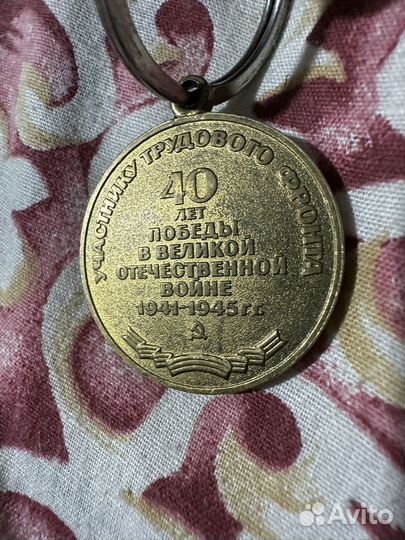 УЧАСТНИКУ ТРУДОВОГО ФРОНТА
40
ЛЕТ
ПОБЕДЫ
В ВЕЛИКОЙ
ОТЕЧЕСТВЕННОЙ
ВОЙНЕ
1941-1945 г.г.
Avito